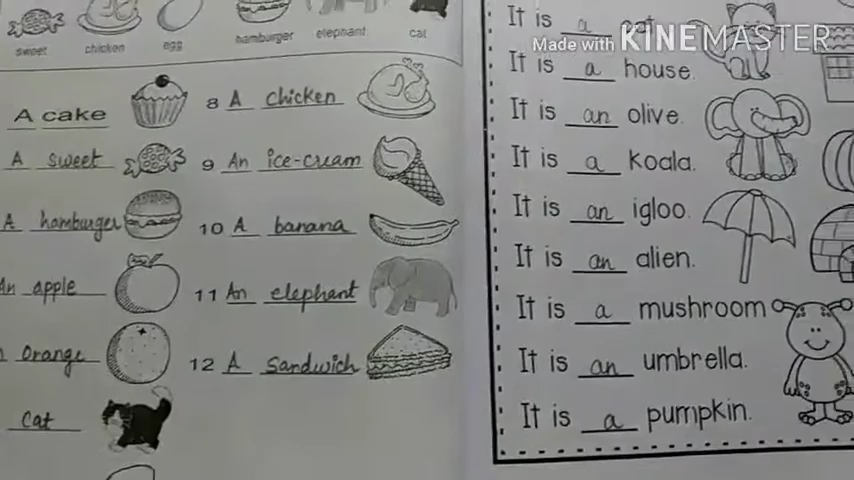 sweet chicken egg hamburger elephant cat
A cake
A sweet
A hamburger
An apple
orange
cat
8 A chicken
9 An ice-cream
10 A banana
11 An elephant
12 A sandwich
It is a cat
It is a house.
It is an olive.
It is a koala.
It is an igloo.
It is an alien.
It is a mushroom
It is an umbrella.
It is a pumpkin.
Made with KINEMASTER